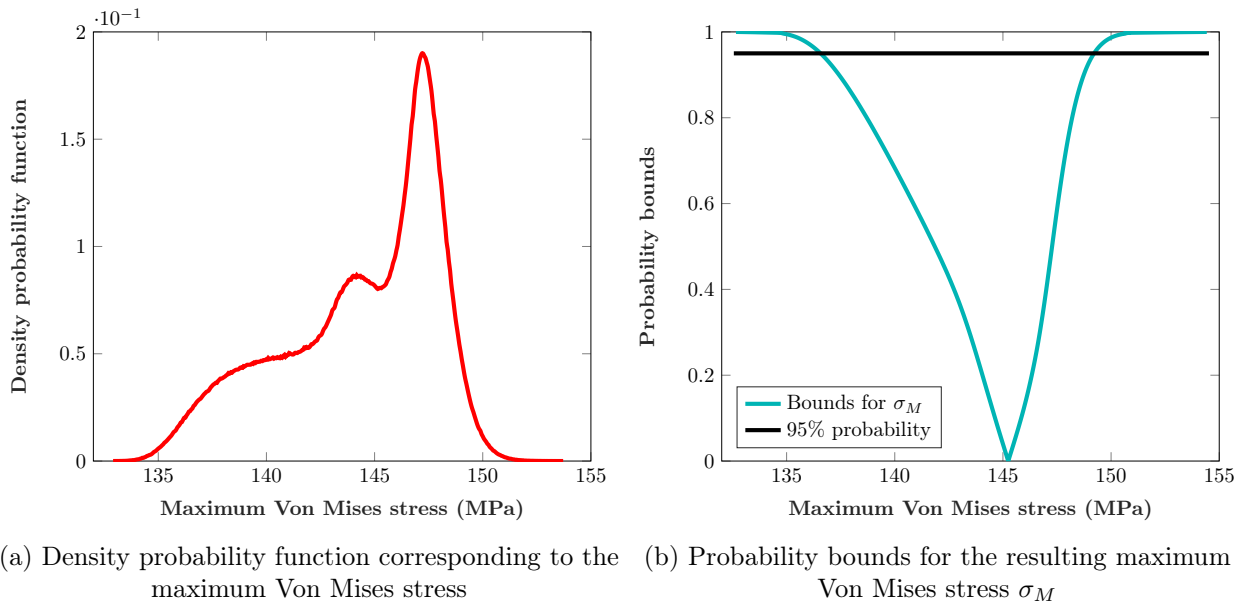 ·10⁻¹
2
1.5
1
0.5
0
135
140
145
150
155
Density probability function
Maximum Von Mises stress (MPa)
(a) Density probability function corresponding to the
maximum Von Mises stress
1
0.8
0.6
0.4
0.2
0
135
140
145
150
155
Probability bounds
Bounds for σ_M
95% probability
Maximum Von Mises stress (MPa)
(b) Probability bounds for the resulting maximum
Von Mises stress σ_M